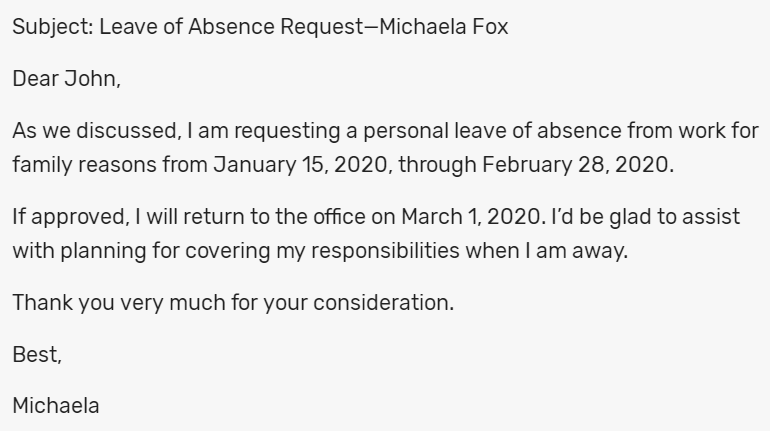 Subject: Leave of Absence Request—Michaela Fox
Dear John,
As we discussed, I am requesting a personal leave of absence from work for
family reasons from January 15, 2020, through February 28, 2020.
If approved, I will return to the office on March 1, 2020. I’d be glad to assist
with planning for covering my responsibilities when I am away.
Thank you very much for your consideration.
Best,
Michaela